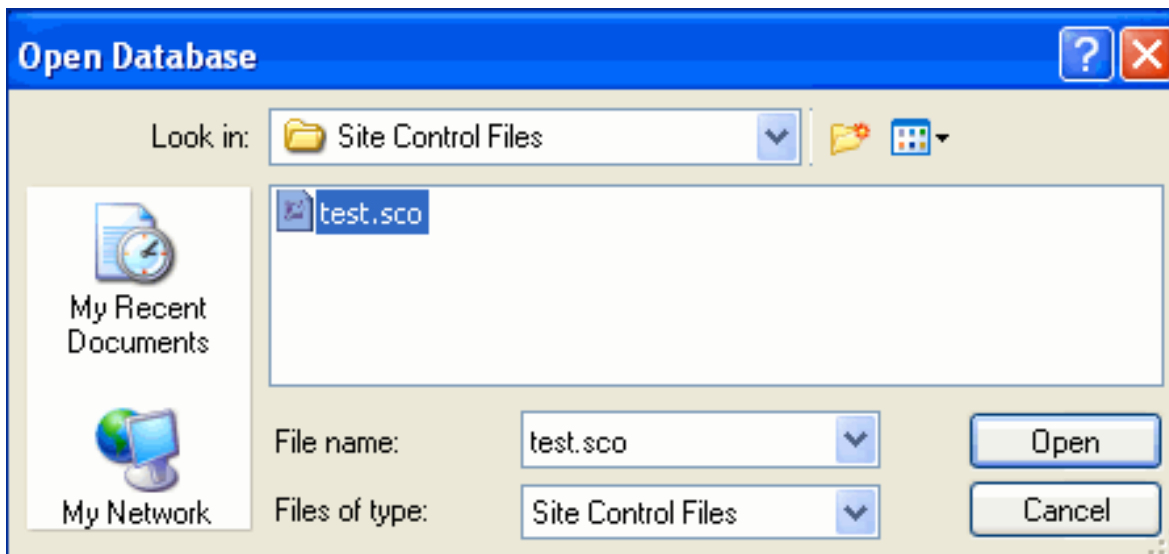 Open Database
Look in: Site Control Files
test.sco
My Recent
Documents
My Network
File name: test.sco
Open
Files of type: Site Control Files
Cancel